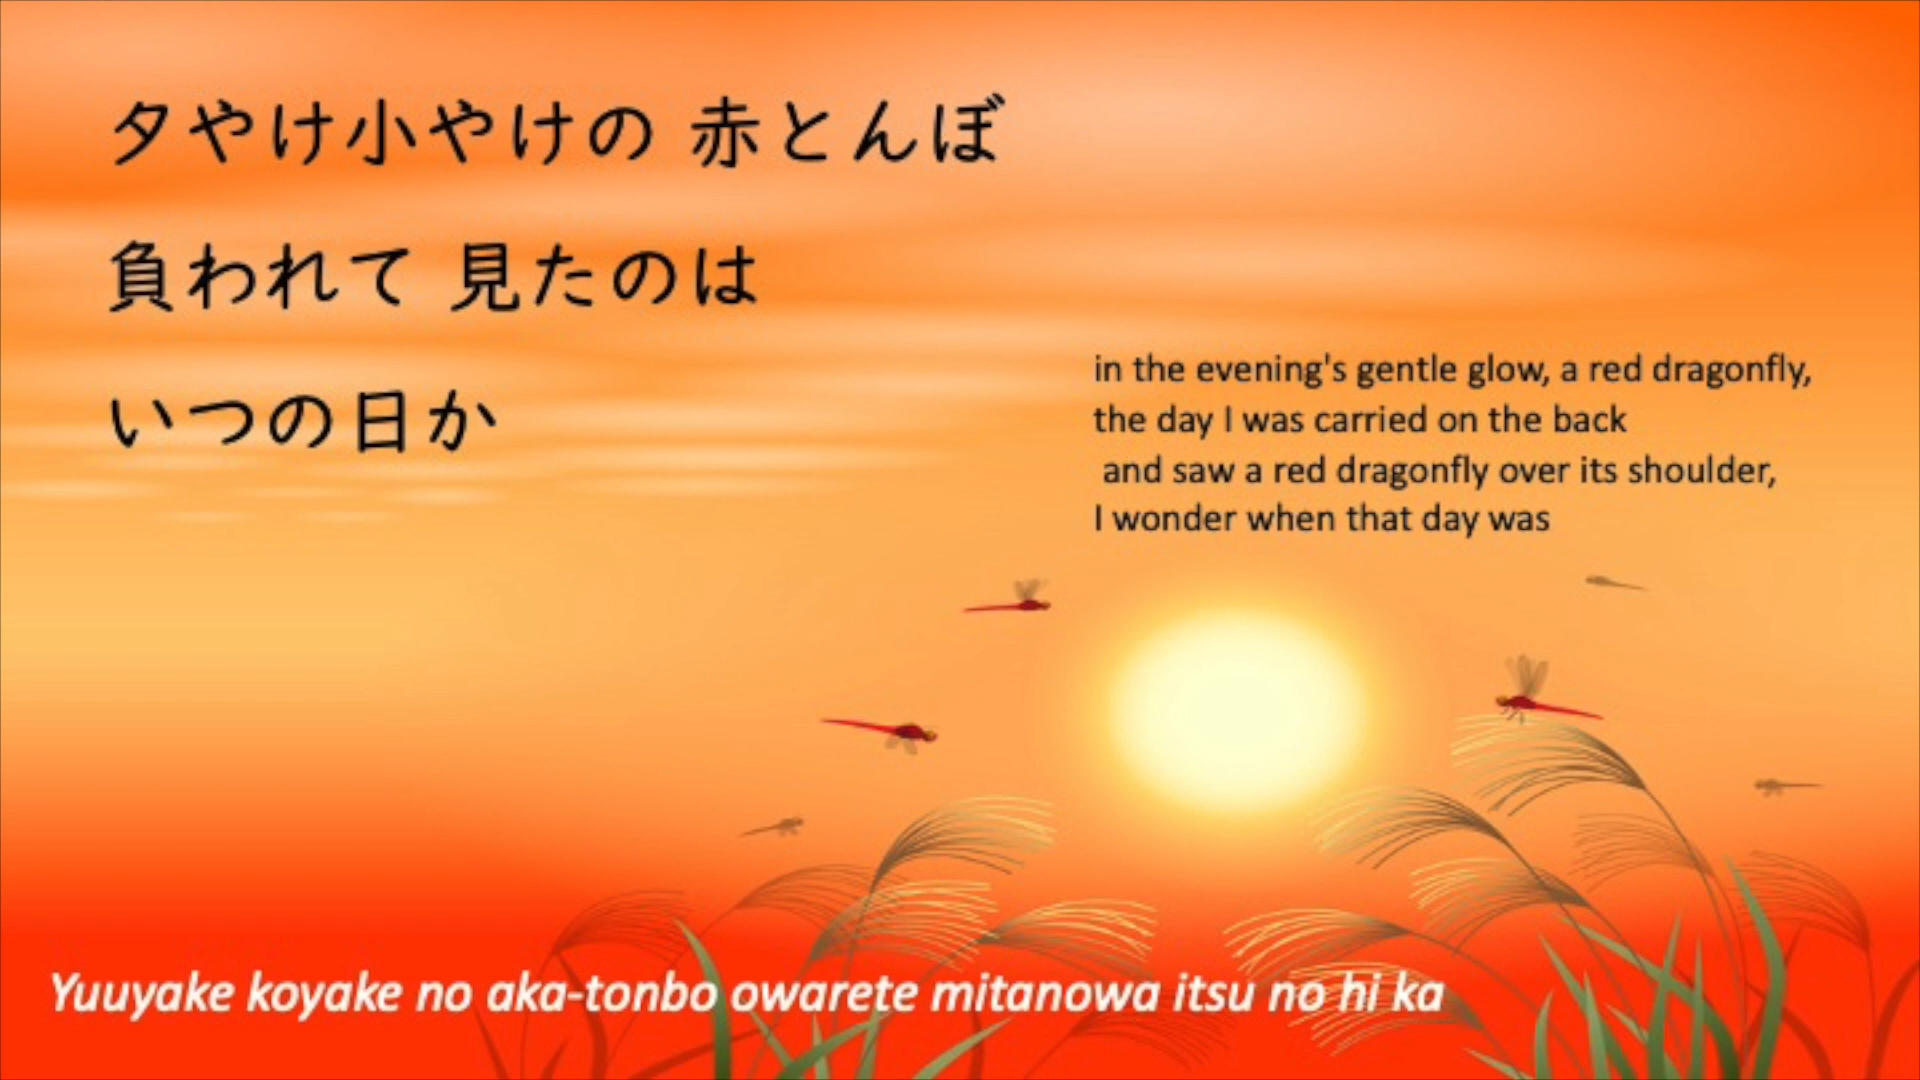 夕やけ小やけの 赤とんぼ
負われて 見たのは
いつの日か
in the evening's gentle glow, a red dragonfly,
the day I was carried on the back
and saw a red dragonfly over its shoulder,
I wonder when that day was
Yuuyake koyake no aka-tonbo owarete mitanowa itsu no hi ka